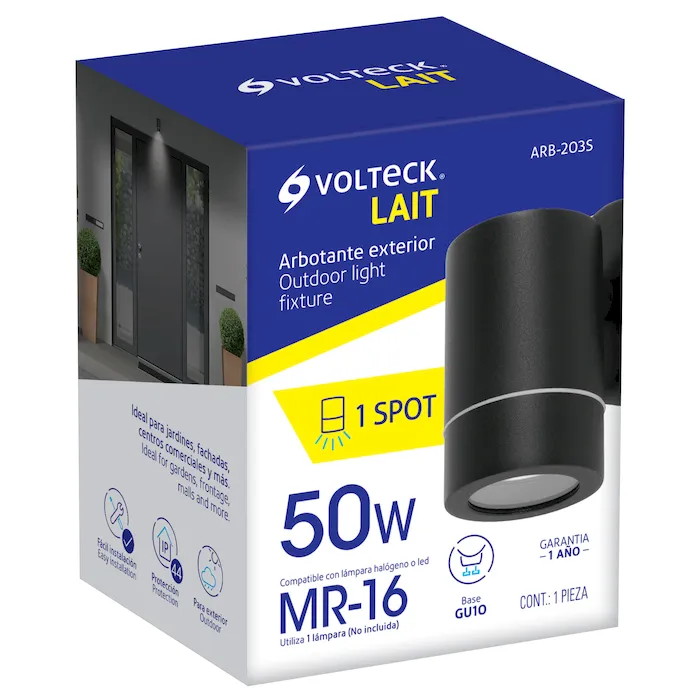 VOLTECK
LAIT
VOLTECK®
LAIT
ARB-203S
Arbotante exterior
Outdoor light
fixture
1 SPOT
50W
Compatible con lámpara halógeno o led
MR-16
Utiliza 1 lámpara (No incluida)
Base
GU10
GARANTIA
1 AÑO
CONT.: 1 PIEZA
Ideal para jardines, fachadas,
centros comerciales y más.
Ideal for gardens, frontage,
malls and more.
Fácil instalación
Easy installation
IP
44
Protección
Protection
Para exterior
Outdoor